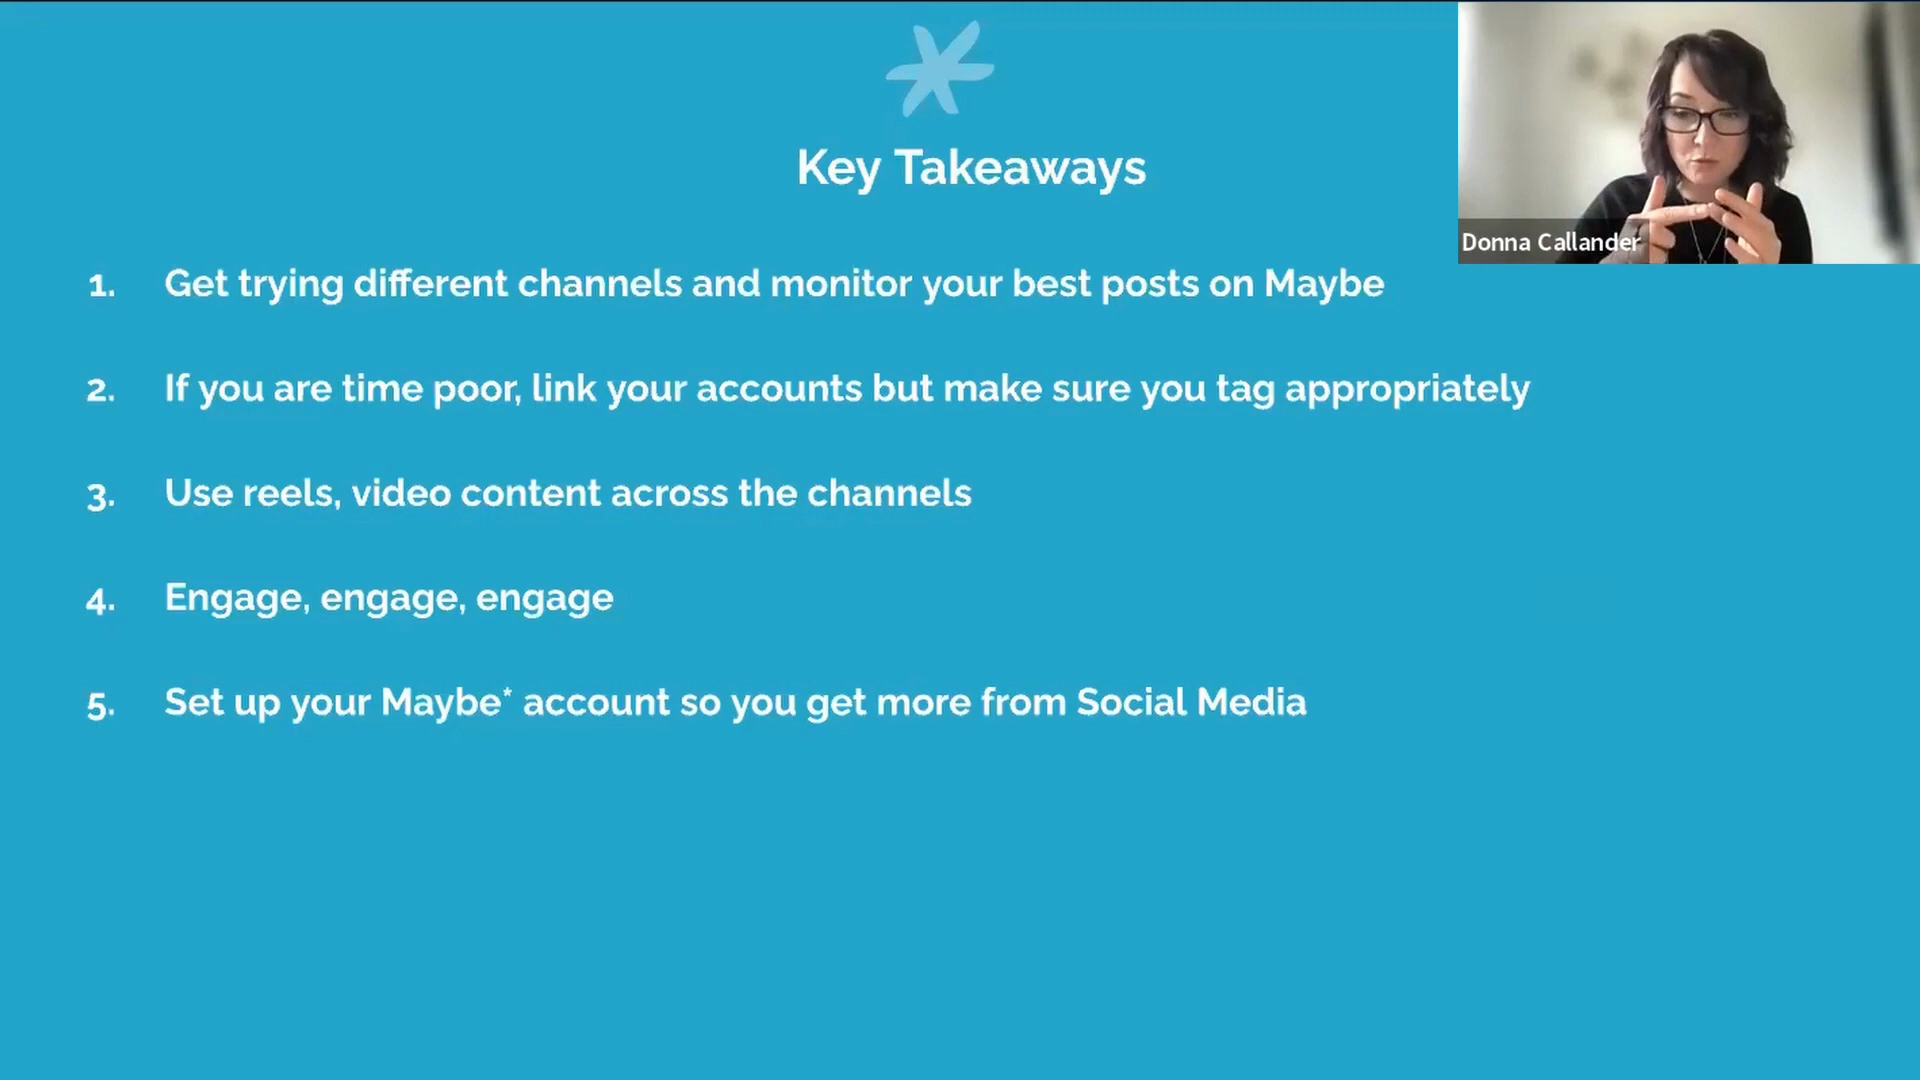 Key Takeaways
Donna Callander
1. Get trying different channels and monitor your best posts on Maybe
2. If you are time poor, link your accounts but make sure you tag appropriately
3. Use reels, video content across the channels
4. Engage, engage, engage
5. Set up your Maybe* account so you get more from Social Media